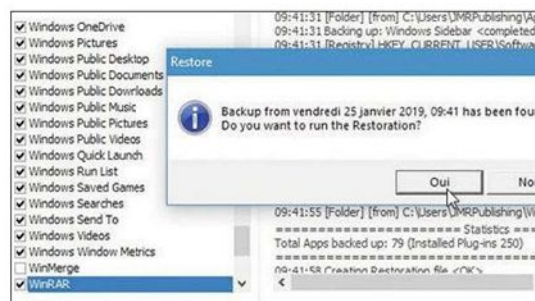 Windows OneDrive
Windows Pictures
Windows Public Desktop
Windows Public Documents
Windows Public Downloads
Windows Public Music
Windows Public Pictures
Windows Public Videos
Windows Quick Launch
Windows Run List
Windows Saved Games
Windows Searches
Windows Send To
Windows Videos
Windows Window Metrics
WinMerge
WinRAR
09:41:31 [Folder] [from] C:\Users\JMRPublishing\Ap
09:41:31 Backing up: Windows Sidebar <completed
09:41:31 [Registry] HKEY_CURRENT_USER\Softwa
Restore
Backup from vendredi 25 janvier 2019, 09:41 has been fou
Do you want to run the Restoration?
Oui
No
09:41:55 [Folder] [from] C:\Users\JMRPublishing\Vi
=================== Statistics ==
Total Apps backed up: 79 (Installed Plug-ins 250)
09:41:58 Creating Restoration file <OK>